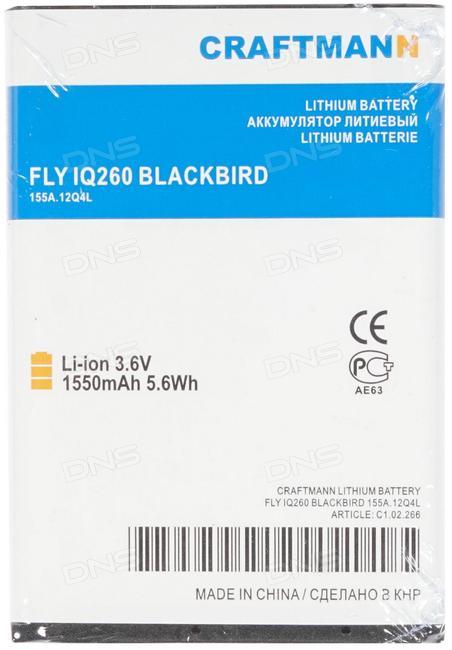 CRAFTMANN
LITHIUM BATTERY
АККУМУЛЯТОР ЛИТИЕВЫЙ
LITHIUM BATTERIE
FLY IQ260 BLACKBIRD
155A.12Q4L
CE
Li-ion 3.6V
1550mAh 5.6Wh
РСТ
AE63
CRAFTMANN LITHIUM BATTERY
FLY IQ260 BLACKBIRD 155A.12Q4L
ARTICLE: C1.02.266
MADE IN CHINA / СДЕЛАНО В КНР
DNS